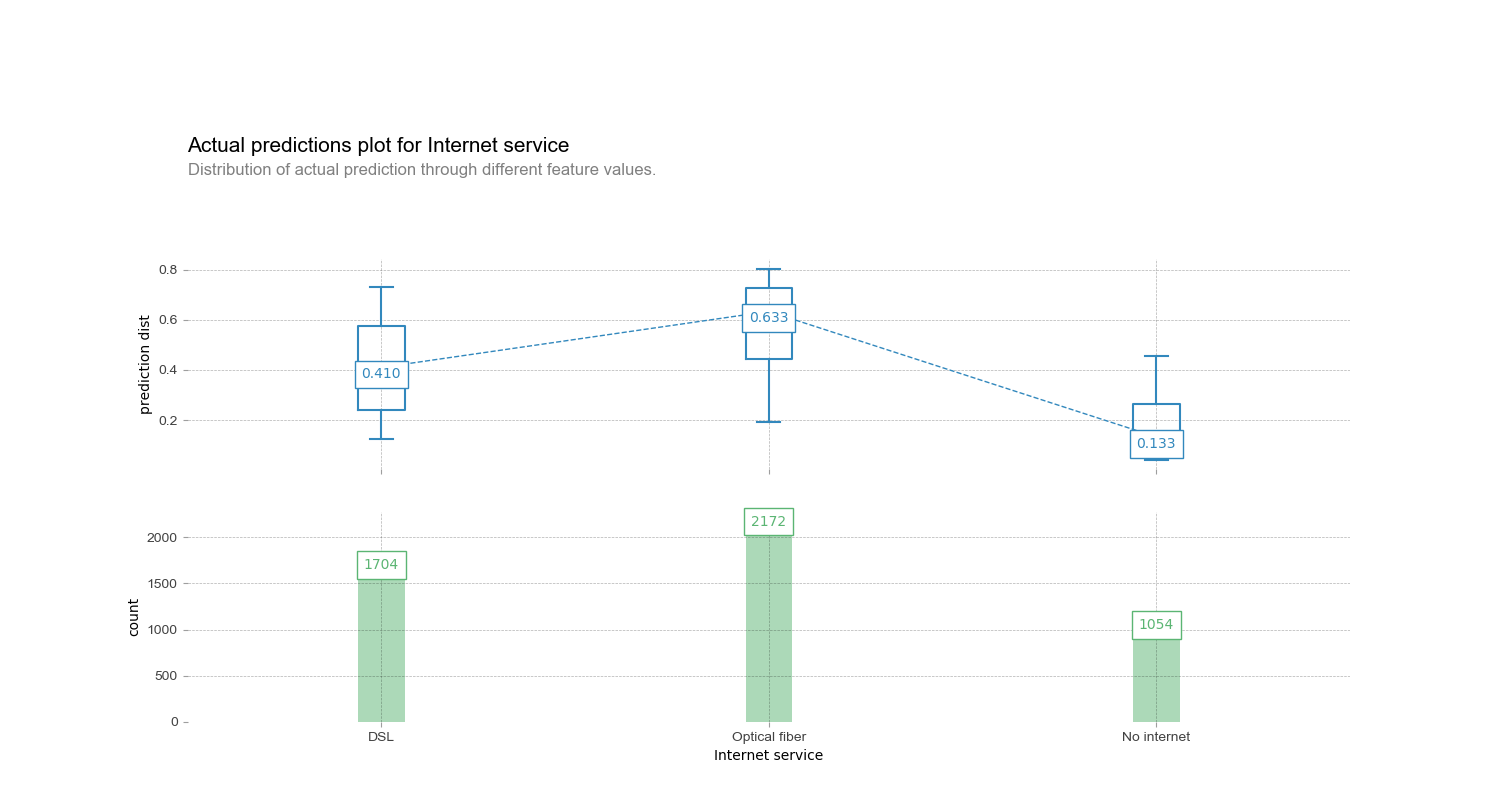 Actual predictions plot for Internet service
Distribution of actual prediction through different feature values.
prediction dist
0.8
0.6
0.4
0.2
0.410
0.633
0.133
count
2000
1500
1000
500
0
1704
2172
1054
DSL
Optical fiber
No internet
Internet service